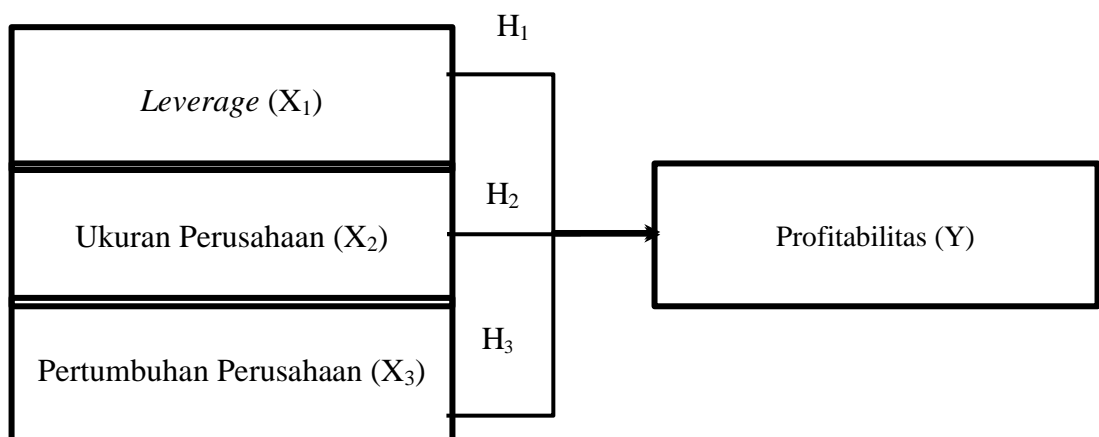 H₁
Leverage (X₁)
H₂
Ukuran Perusahaan (X₂)
Profitabilitas (Y)
H₃
Pertumbuhan Perusahaan (X₃)